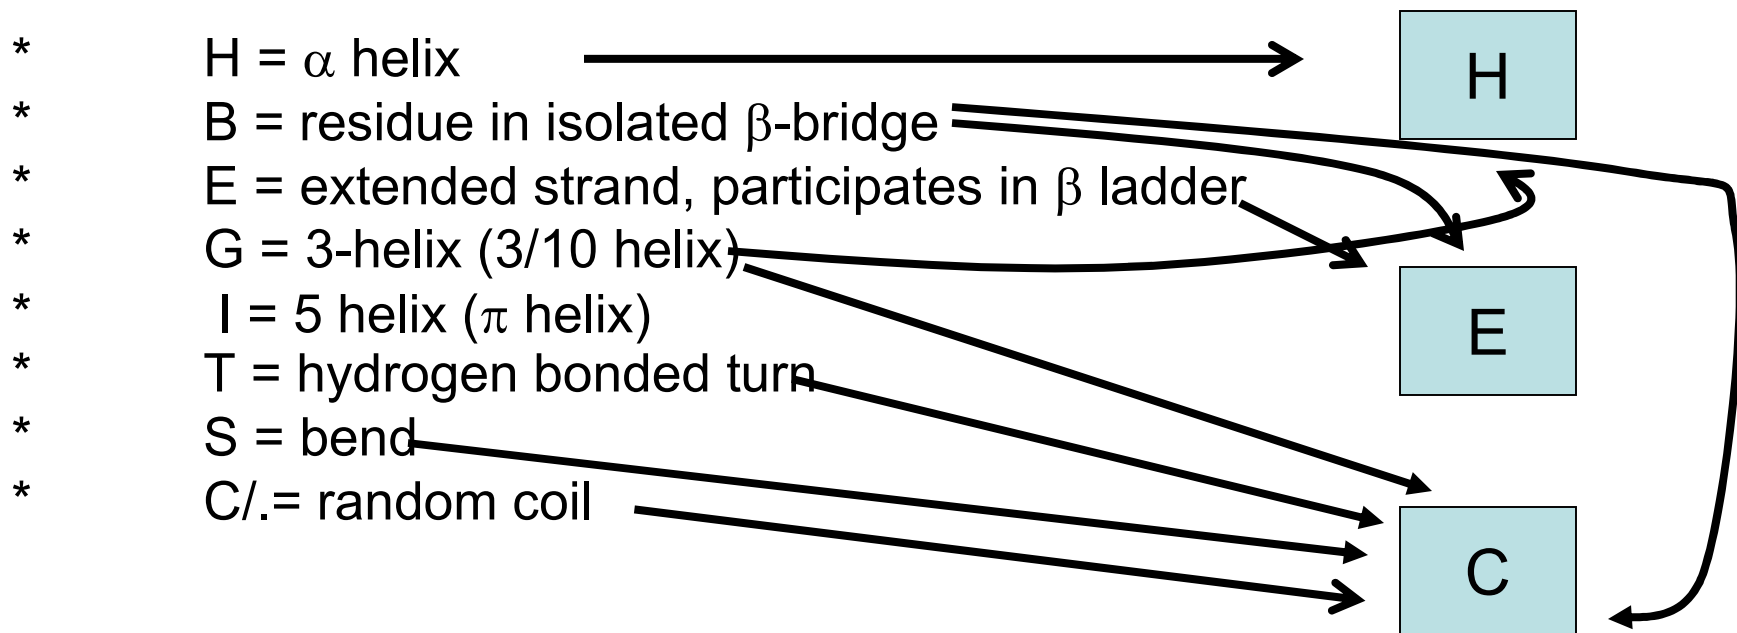 * H = α helix
H
* B = residue in isolated β-bridge
* E = extended strand, participates in β ladder
* G = 3-helix (3/10 helix)
* I = 5 helix (π helix)
E
* T = hydrogen bonded turn
* S = bend
* C/.= random coil
C